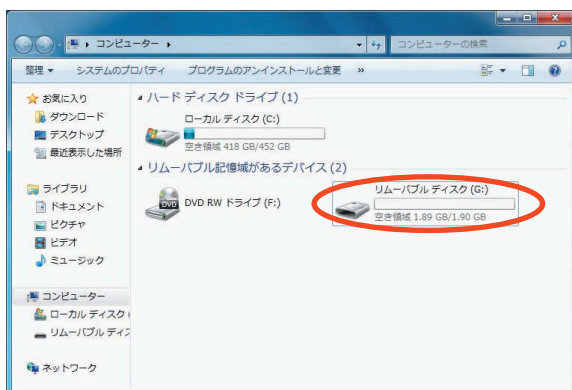 コンピューター
コンピューターの検索
整理
システムのプロパティ
プログラムのアンインストールと変更
»
お気に入り
ダウンロード
デスクトップ
最近表示した場所
ライブラリ
ドキュメント
ピクチャ
ビデオ
ミュージック
コンピューター
ローカル ディスク (
リムーバブル ディス
ネットワーク
ハード ディスク ドライブ (1)
ローカル ディスク (C:)
空き領域 418 GB/452 GB
リムーバブル記憶域があるデバイス (2)
DVD RW ドライブ (F:)
DVD
リムーバブル ディスク (G:)
空き領域 1.89 GB/1.90 GB